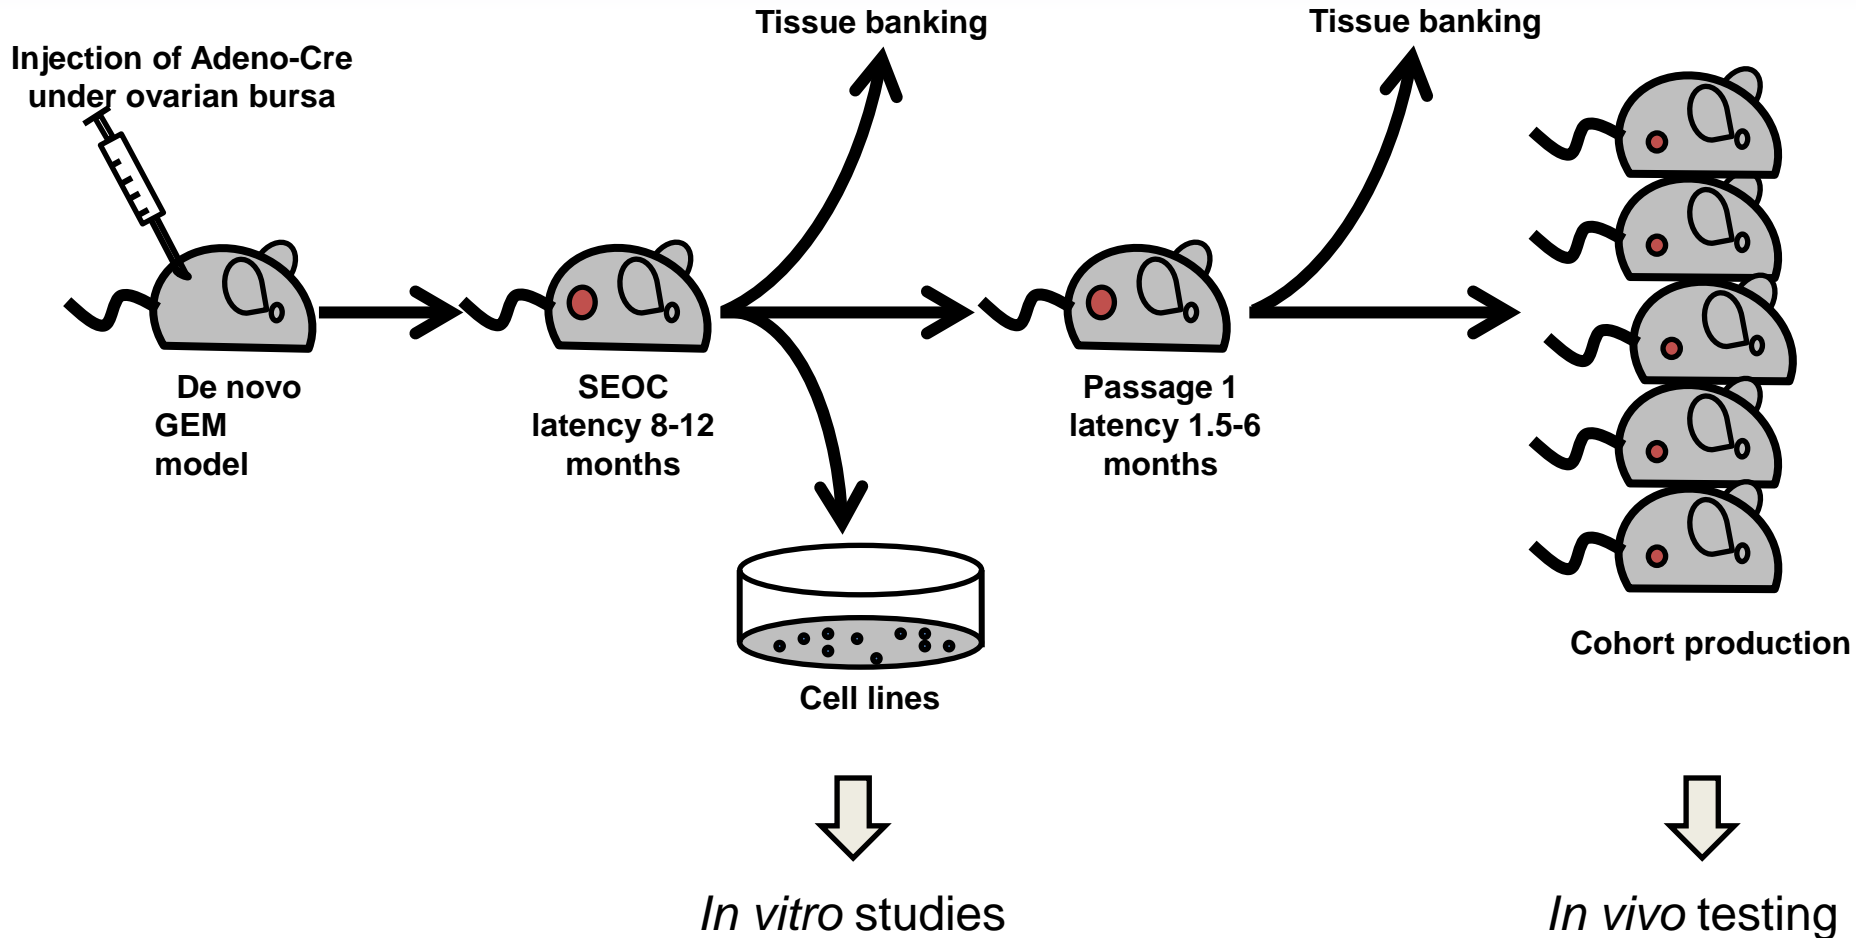 Injection of Adeno-Cre
under ovarian bursa
Tissue banking
Tissue banking
De novo
GEM
model
SEOC
latency 8-12
months
Passage 1
latency 1.5-6
months
Cell lines
Cohort production
In vitro studies
In vivo testing